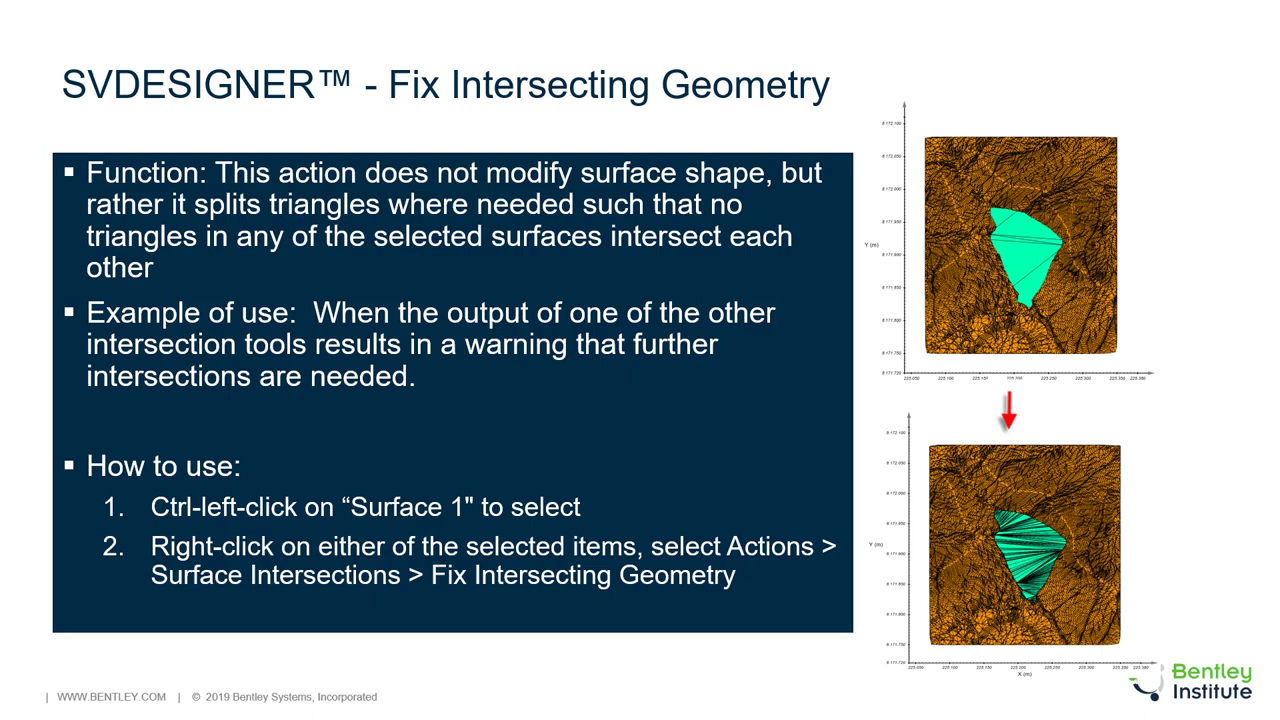 SVDESIGNER™ - Fix Intersecting Geometry
▪ Function: This action does not modify surface shape, but
rather it splits triangles where needed such that no
triangles in any of the selected surfaces intersect each
other
▪ Example of use:  When the output of one of the other
intersection tools results in a warning that further
intersections are needed.
▪ How to use:
1. Ctrl-left-click on “Surface 1" to select
2. Right-click on either of the selected items, select Actions >
Surface Intersections > Fix Intersecting Geometry
Y (m)
Y (m)
X (m)
| WWW.BENTLEY.COM | © 2019 Bentley Systems, Incorporated
Bentley
Institute